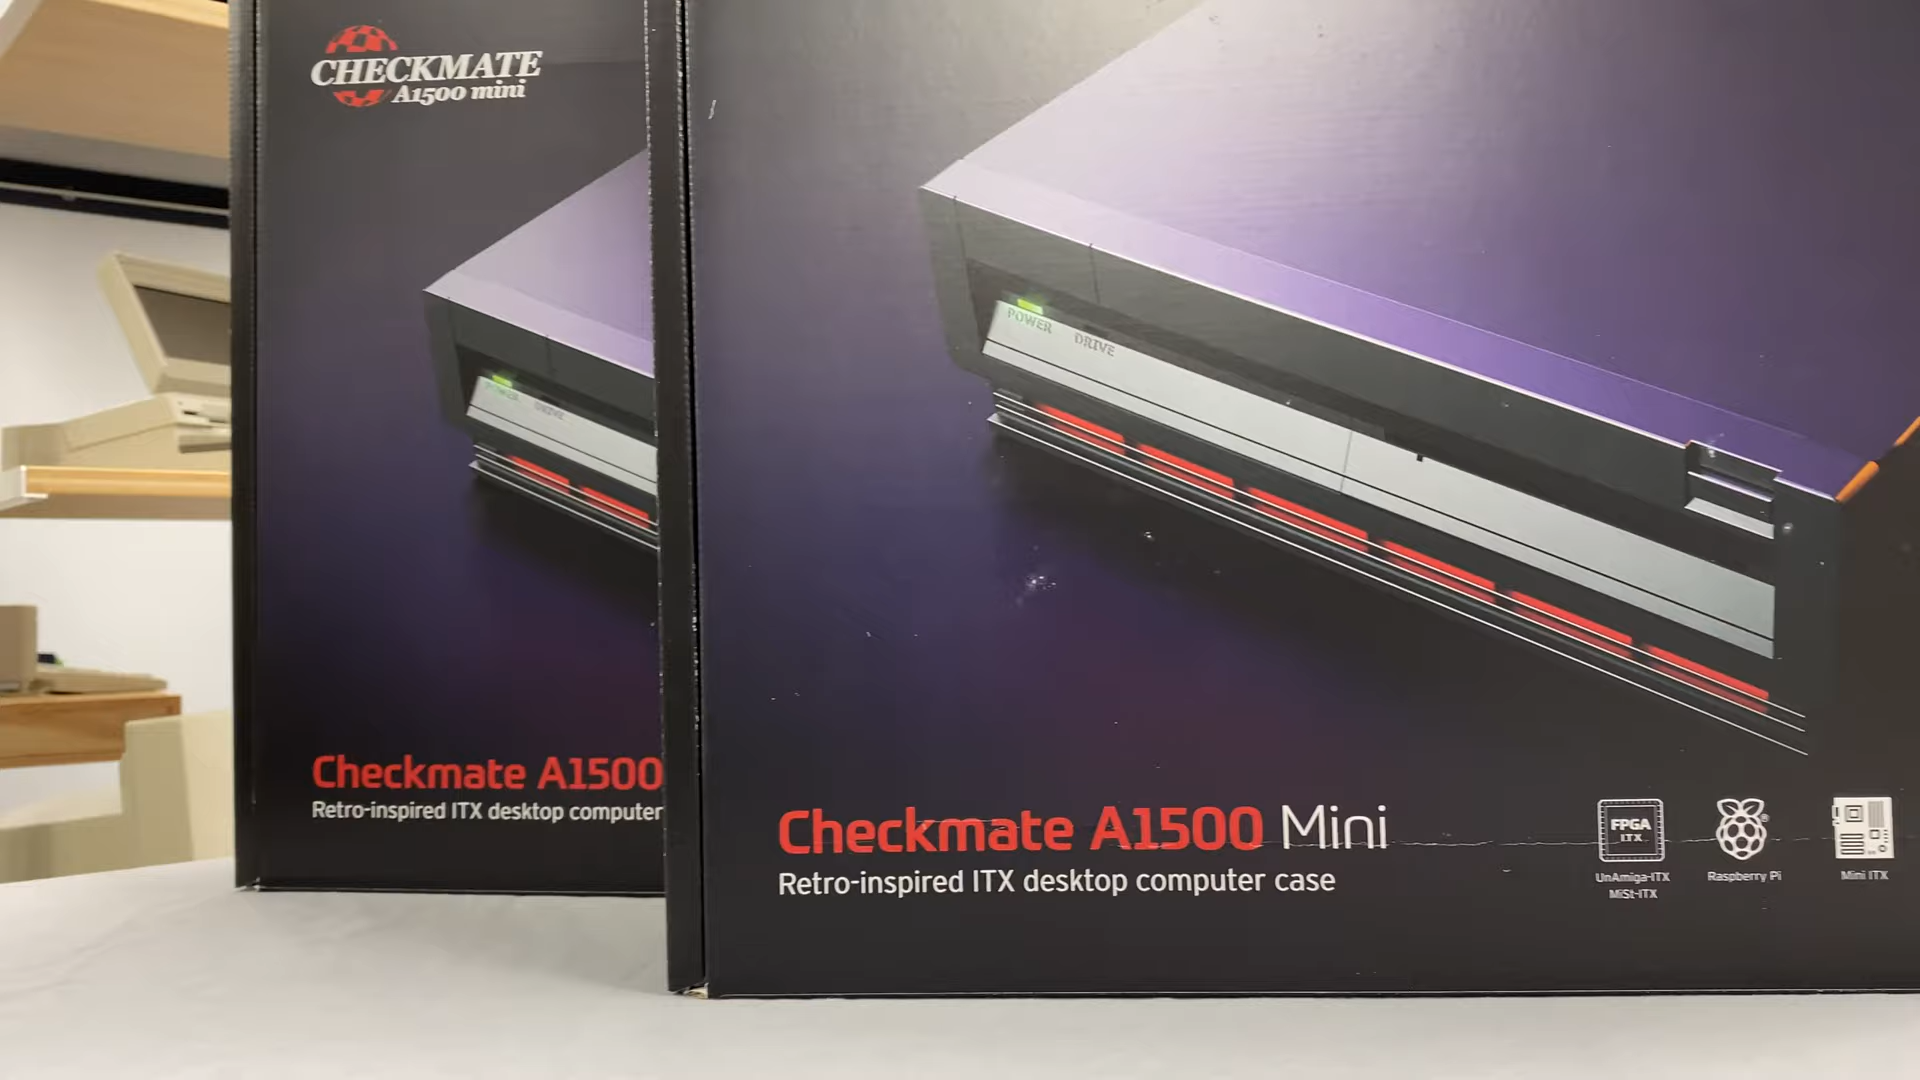 CHECKMATE
A1500 mini
POWER DRIVE
Checkmate A1500
Retro-inspired ITX desktop computer
POWER
DRIVE
Checkmate A1500 Mini
Retro-inspired ITX desktop computer case
FPGA
ITX
UnAmiga-ITX
MiSt-ITX
®
Raspberry Pi
Mini ITX